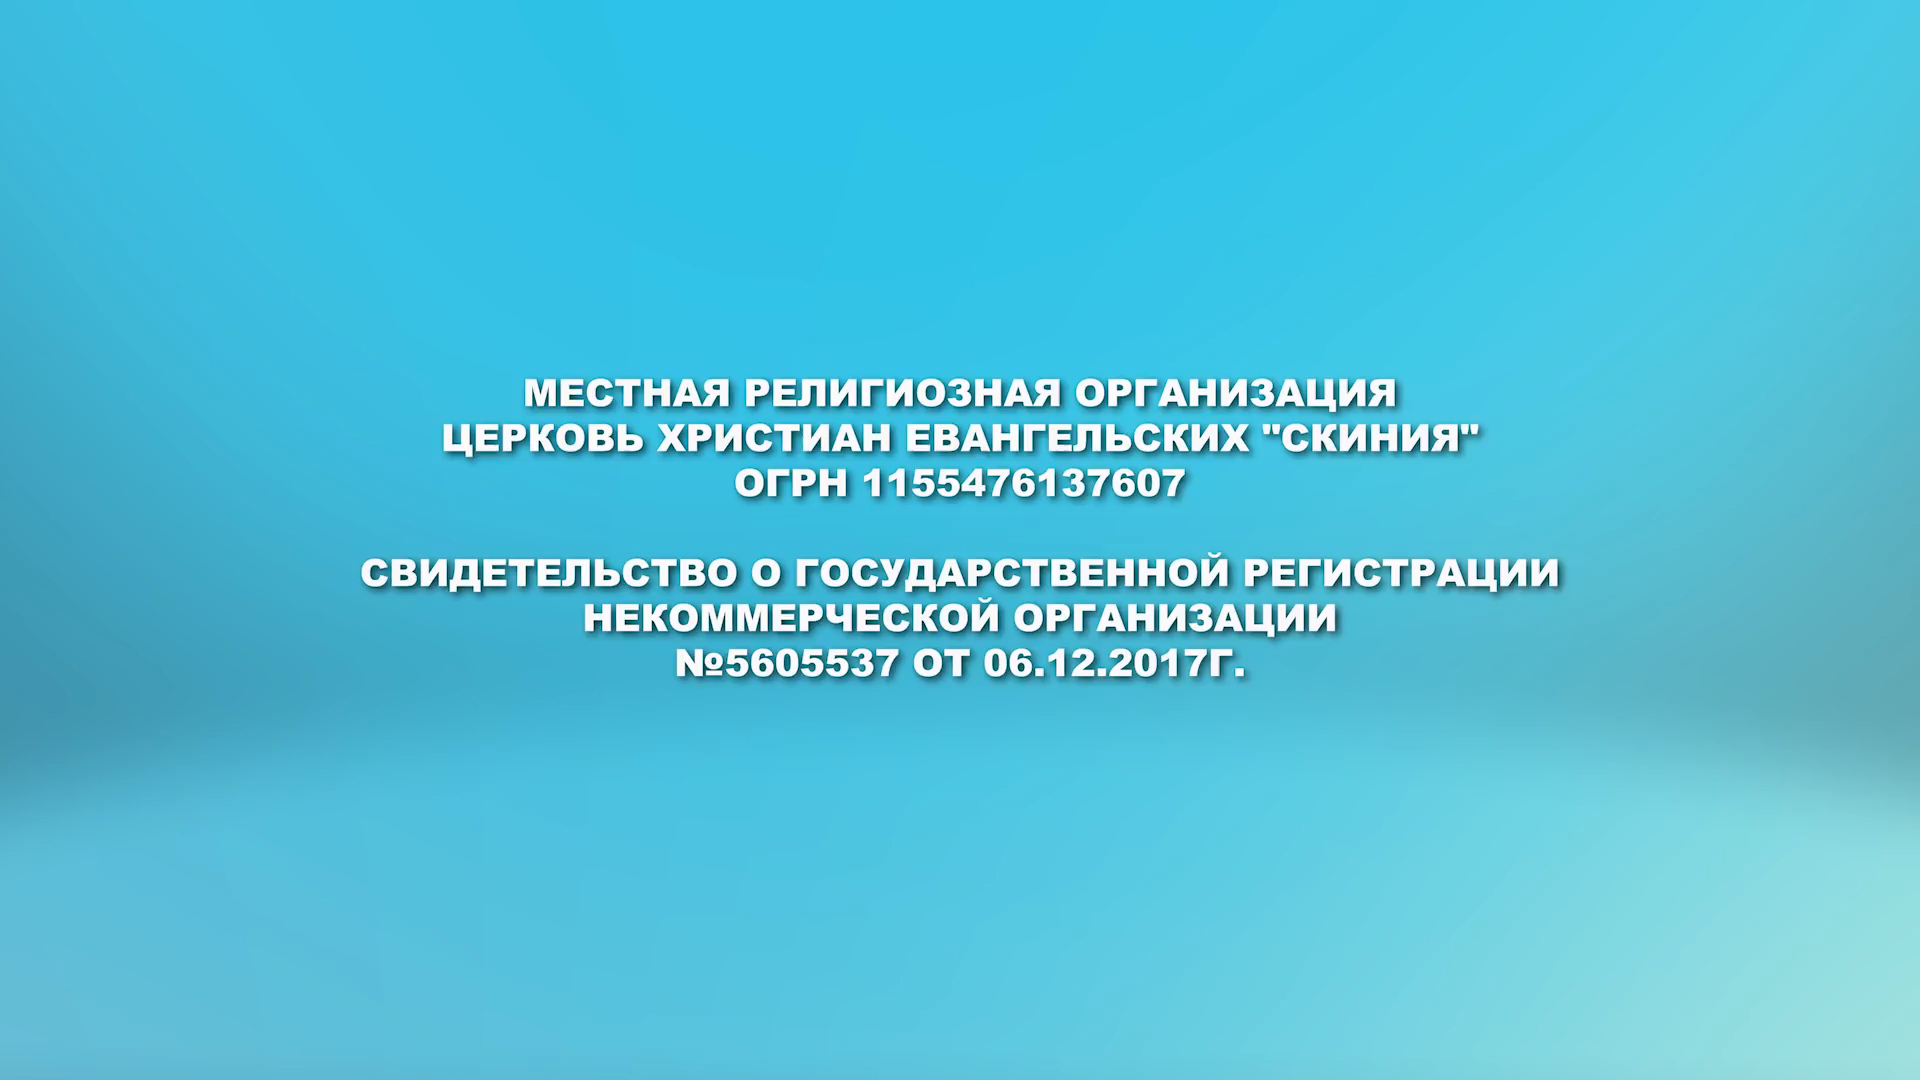 МЕСТНАЯ РЕЛИГИОЗНАЯ ОРГАНИЗАЦИЯ
ЦЕРКОВЬ ХРИСТИАН ЕВАНГЕЛЬСКИХ "СКИНИЯ"
ОГРН 1155476137607
СВИДЕТЕЛЬСТВО О ГОСУДАРСТВЕННОЙ РЕГИСТРАЦИИ
НЕКОММЕРЧЕСКОЙ ОРГАНИЗАЦИИ
№5605537 ОТ 06.12.2017Г.